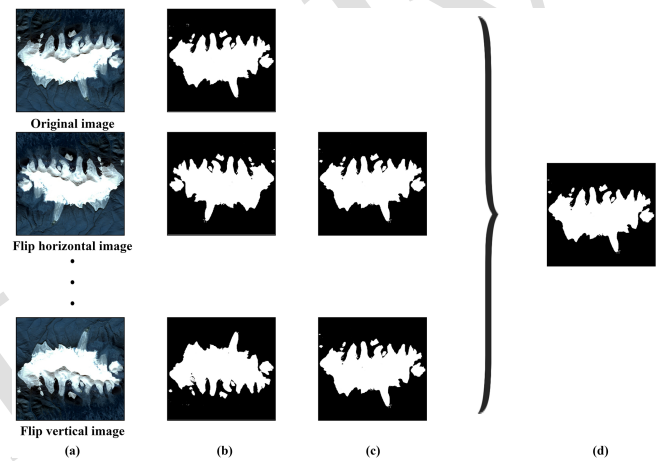 Original image
Flip horizontal image
Flip vertical image
(a) (b) (c) (d)